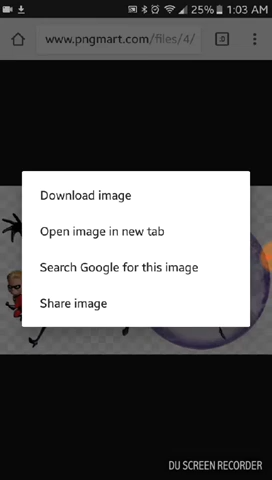 25% 1:03 AM
www.pngmart.com/files/4/
:D
Download image
Open image in new tab
Search Google for this image
Share image
DU SCREEN RECORDER